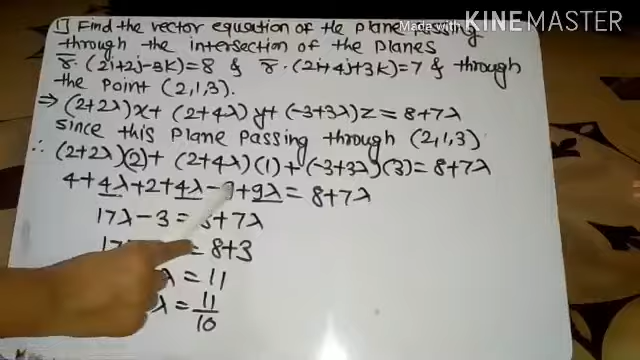 Made with KINEMASTER
1] Find the vector equation of the plane passing
through the intersection of the planes
r̅.(2i+2j-3k)=8 & r̅.(2i+4j+3k)=7 & through
the point (2,1,3).
⇒ (2+2λ)x+(2+4λ)y+(-3+3λ)z=8+7λ
since this plane passing through (2,1,3)
∴ (2+2λ)(2)+(2+4λ)(1)+(-3+3λ)(3)=8+7λ
4+4λ+2+4λ-9+9λ=8+7λ
17λ-3=8+7λ
17 = 8+3
λ = 11
λ = 11/10